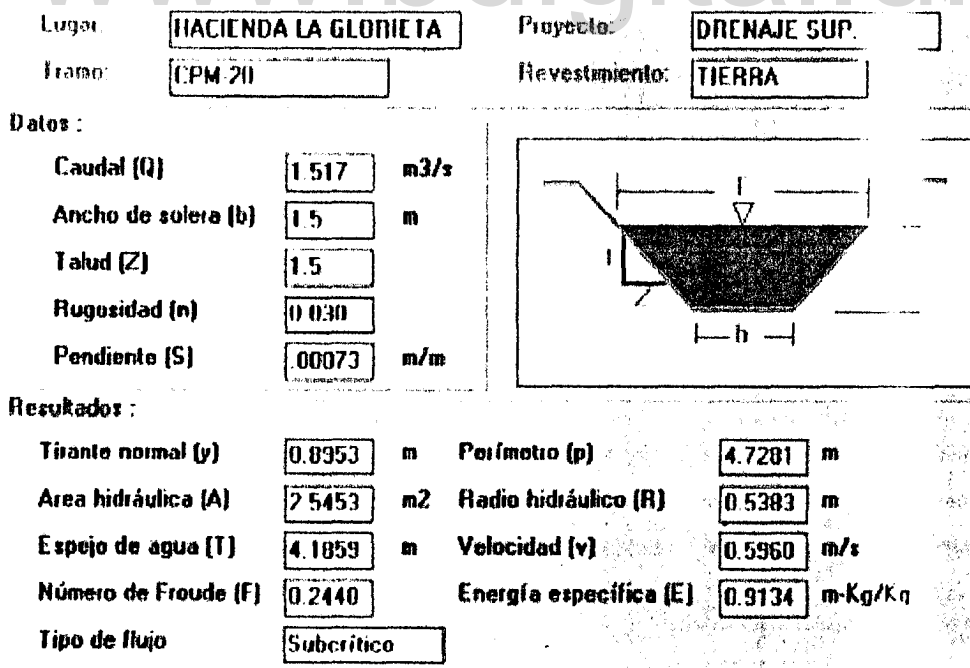 Lugar: HACIENDA LA GLORIETA Proyecto: DRENAJE SUP.
Tramo: CPM-20 Revestimiento: TIERRA
Datos :
Caudal (Q) 1.517 m3/s
Ancho de solera (b) 1.5 m
Talud (Z) 1.5
Rugosidad (n) 0.030
Pendiente (S) .00073 m/m
T
1
Z
b
Resultados :
Tirante normal (y) 0.8953 m Perímetro (p) 4.7281 m
Area hidráulica (A) 2.5453 m2 Radio hidráulico (R) 0.5383 m
Espejo de agua (T) 4.1859 m Velocidad (v) 0.5960 m/s
Número de Froude (F) 0.2440 Energía específica (E) 0.9134 m-Kg/Kg
Tipo de flujo Subcrítico